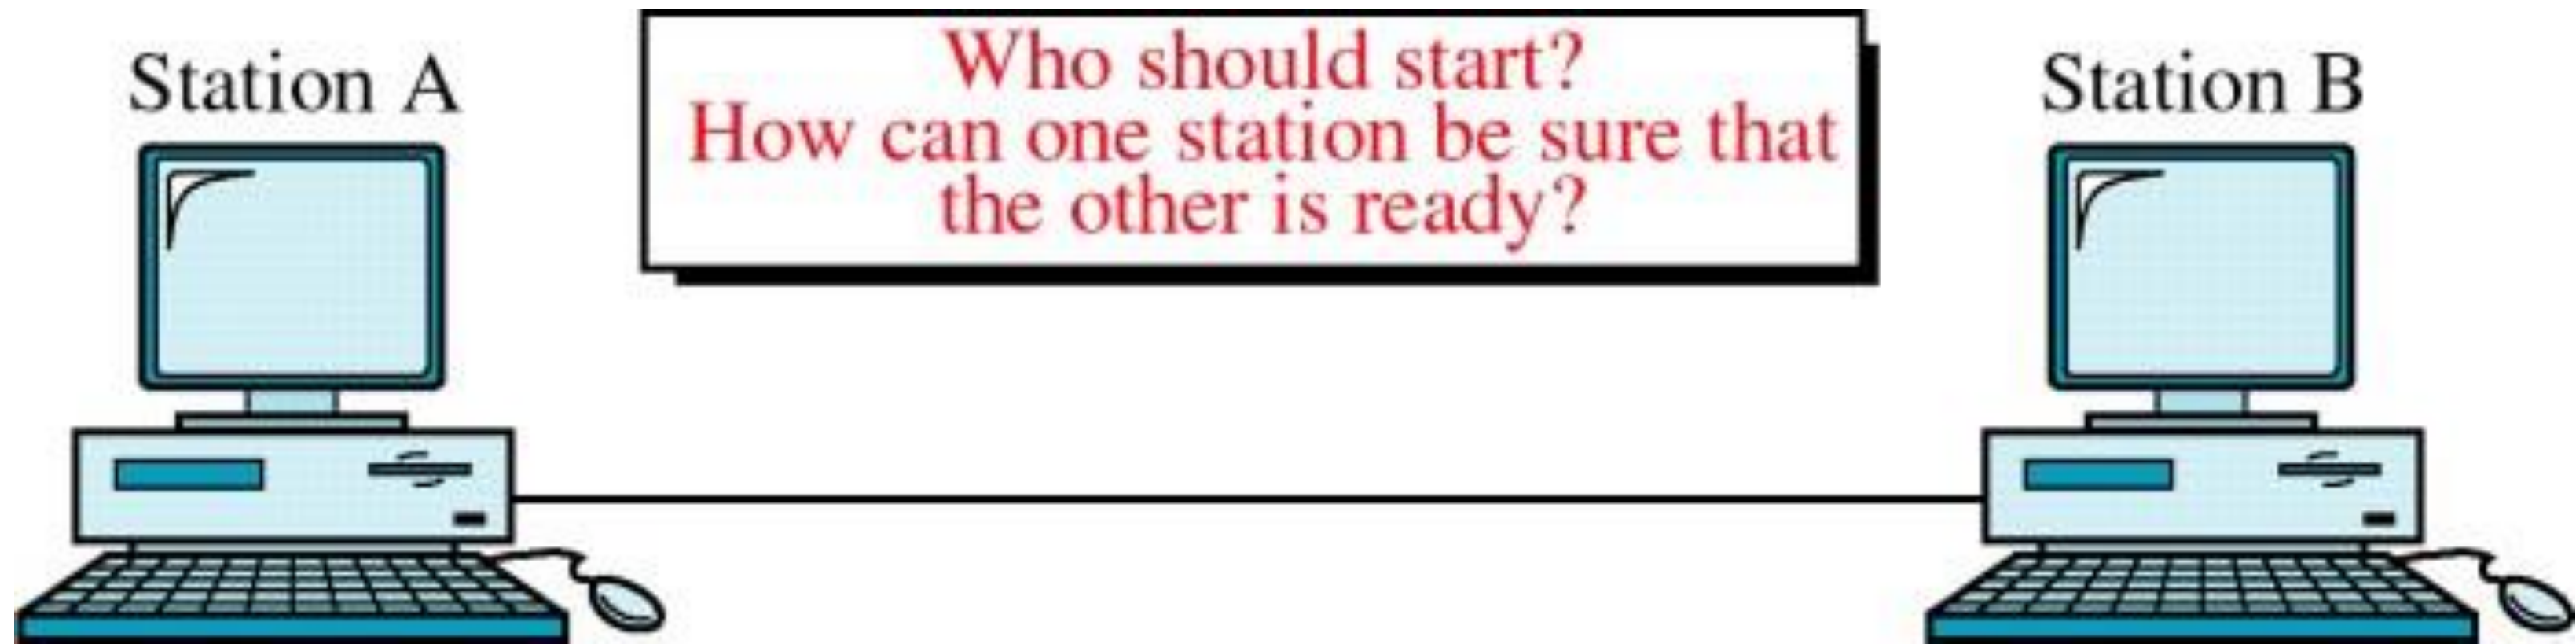 Station A
Who should start?
How can one station be sure that
the other is ready?
Station B